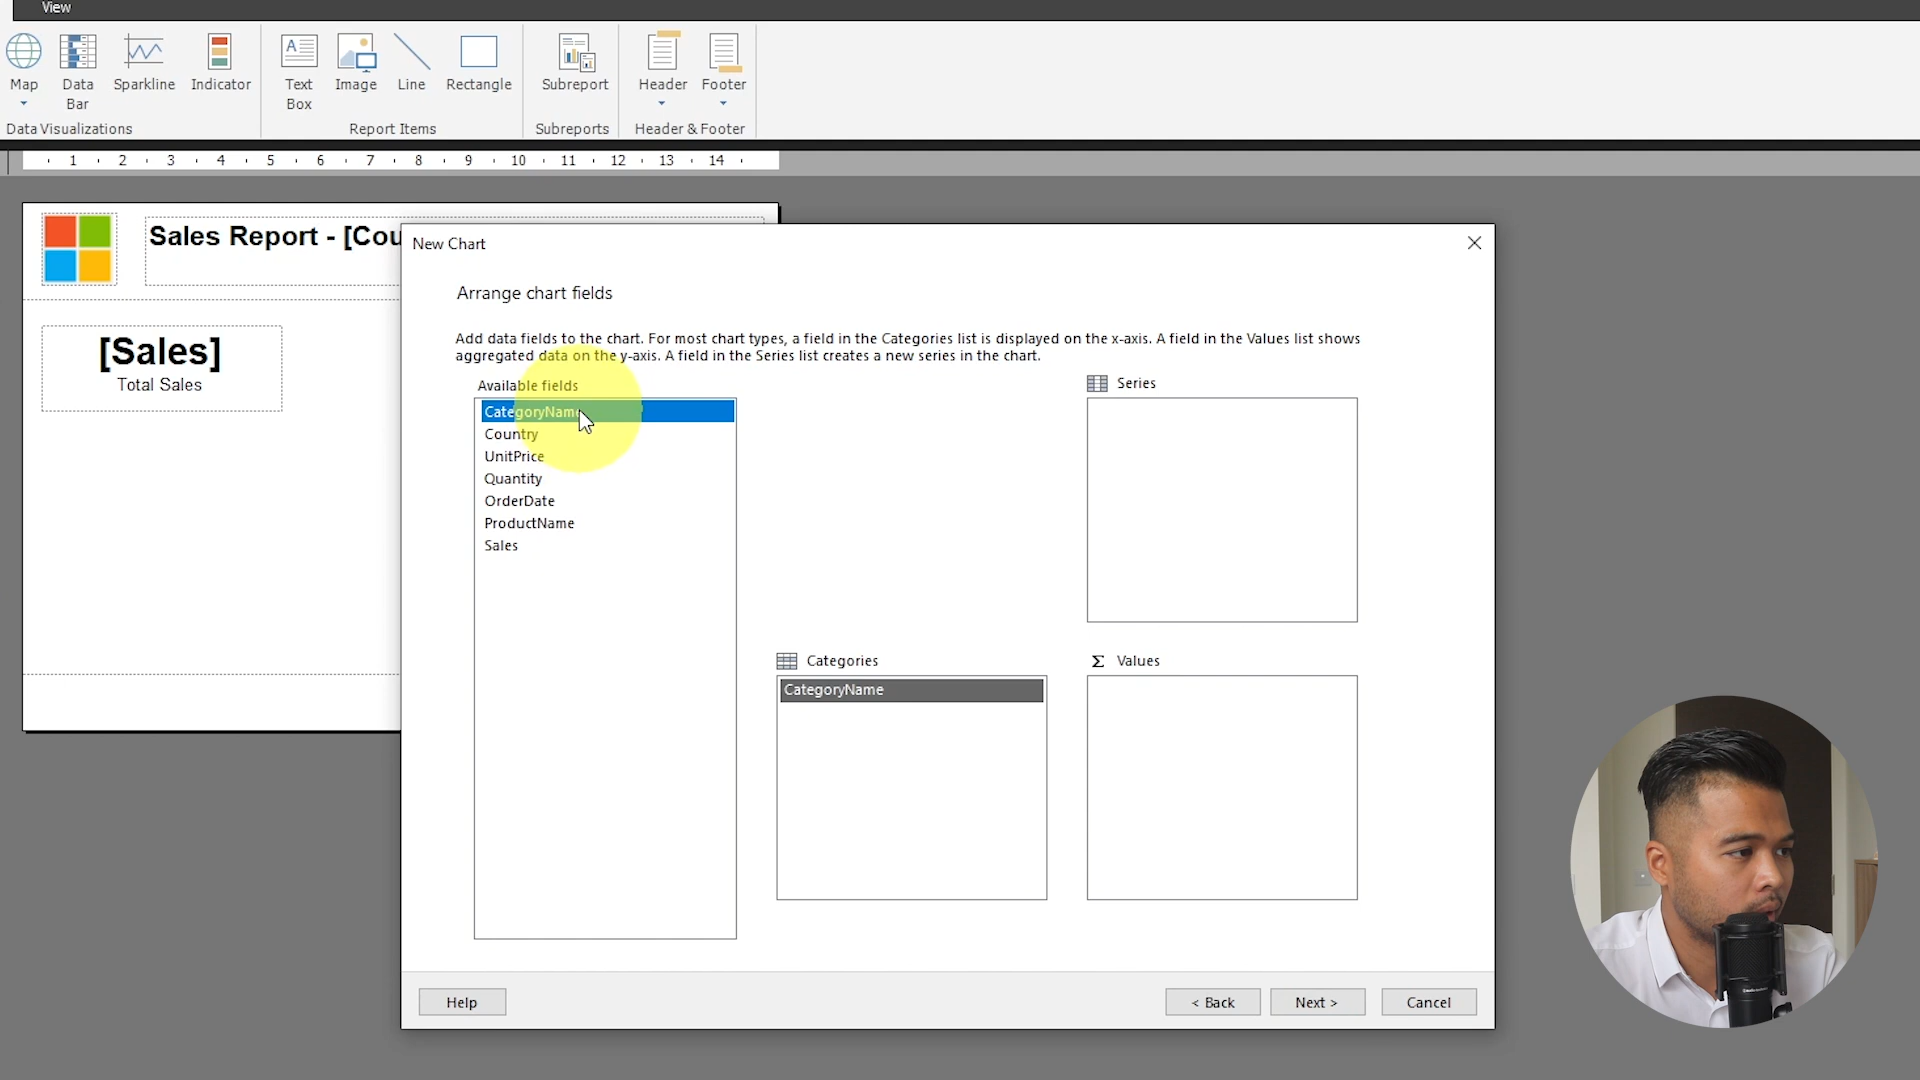 View
Map
Data Bar
Sparkline
Indicator
Text Box
Image
Line
Rectangle
Subreport
Header
Footer
Data Visualizations
Report Items
Subreports
Header & Footer
1 2 3 4 5 6 7 8 9 10 11 12 13 14
Sales Report - [Cou
[Sales]
Total Sales
New Chart
Arrange chart fields
Add data fields to the chart. For most chart types, a field in the Categories list is displayed on the x-axis. A field in the Values list shows
aggregated data on the y-axis. A field in the Series list creates a new series in the chart.
Available fields
CategoryName
Country
UnitPrice
Quantity
OrderDate
ProductName
Sales
Series
Categories
CategoryName
Σ Values
Help
< Back
Next >
Cancel